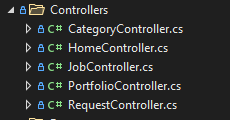 Controllers
C# CategoryController.cs
C# HomeController.cs
C# JobController.cs
C# PortfolioController.cs
C# RequestController.cs